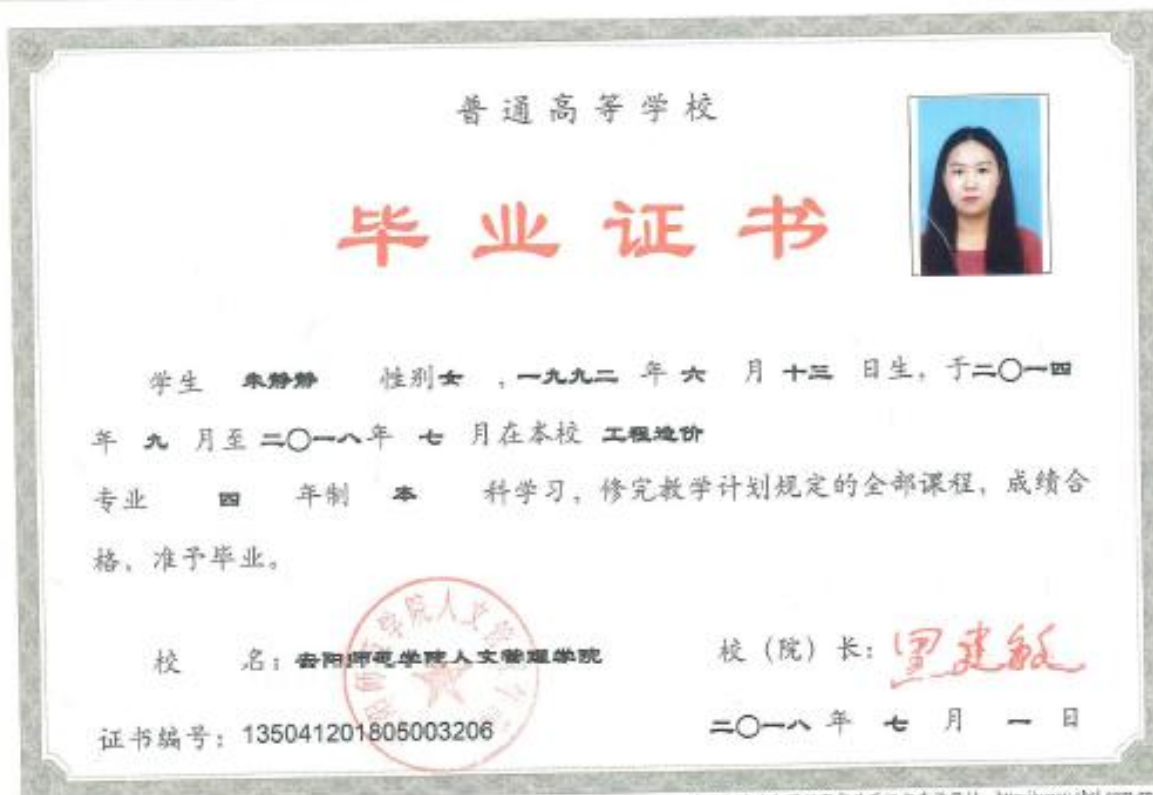 普通高等学校
毕业证书
学生 朱静静 性别女 ,一九九二 年 六 月 十三 日生,于二〇一四
年 九 月至 二〇一八年 七 月在本校 工程造价
专业 四 年制 本 科学习,修完教学计划规定的全部课程,成绩合
格,准予毕业。
校 名:安阳师范学院人文管理学院
校(院)长:
证书编号:135041201805003206
二〇一八 年 七 月 一 日